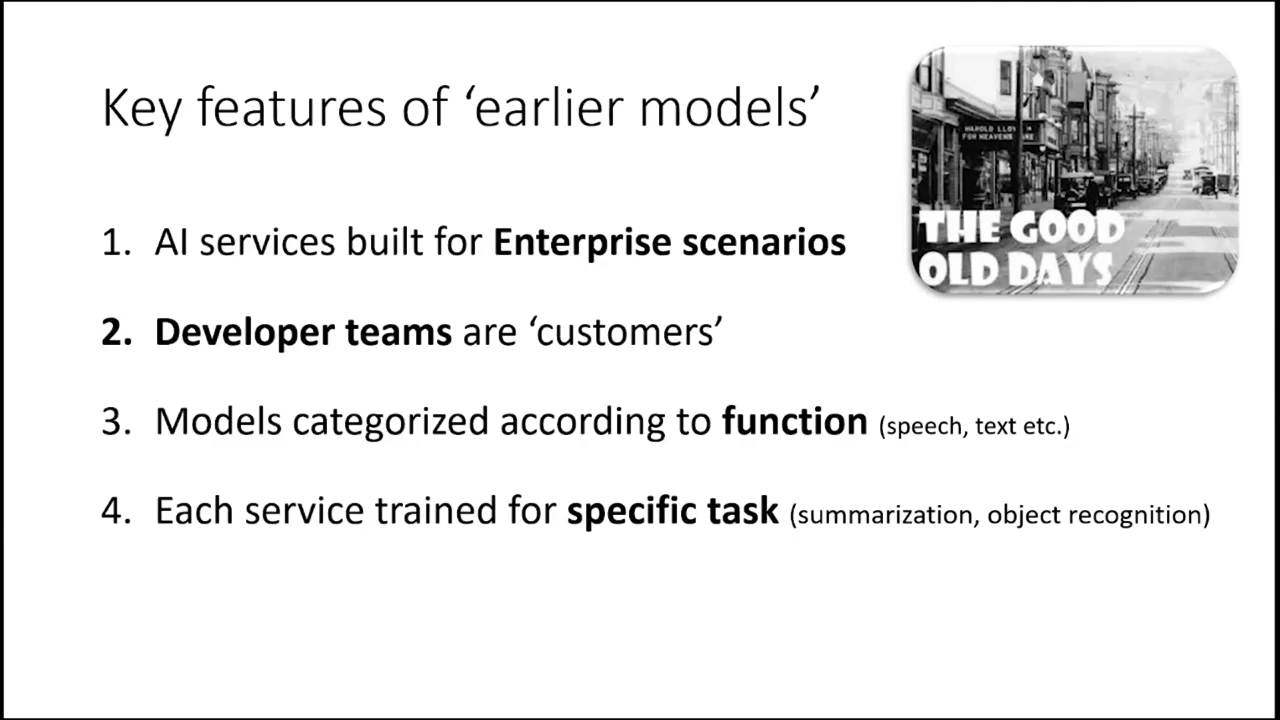 Key features of ‘earlier models’
HAROLD LLOY
FOR HEAVENS KE
THE GOOD
OLD DAYS
1. AI services built for Enterprise scenarios
2. Developer teams are ‘customers’
3. Models categorized according to function (speech, text etc.)
4. Each service trained for specific task (summarization, object recognition)